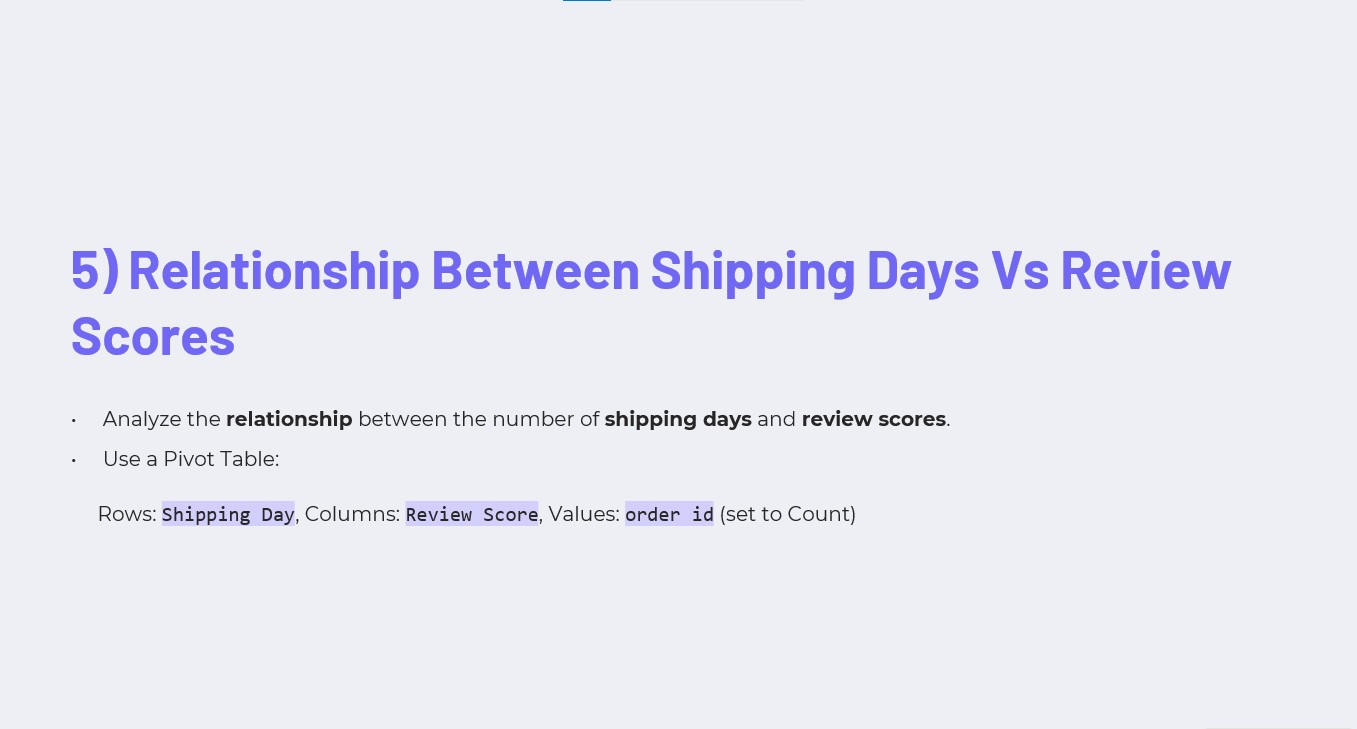 5) Relationship Between Shipping Days Vs Review
Scores
• Analyze the relationship between the number of shipping days and review scores.
• Use a Pivot Table:
Rows: Shipping Day, Columns: Review Score, Values: order id (set to Count)